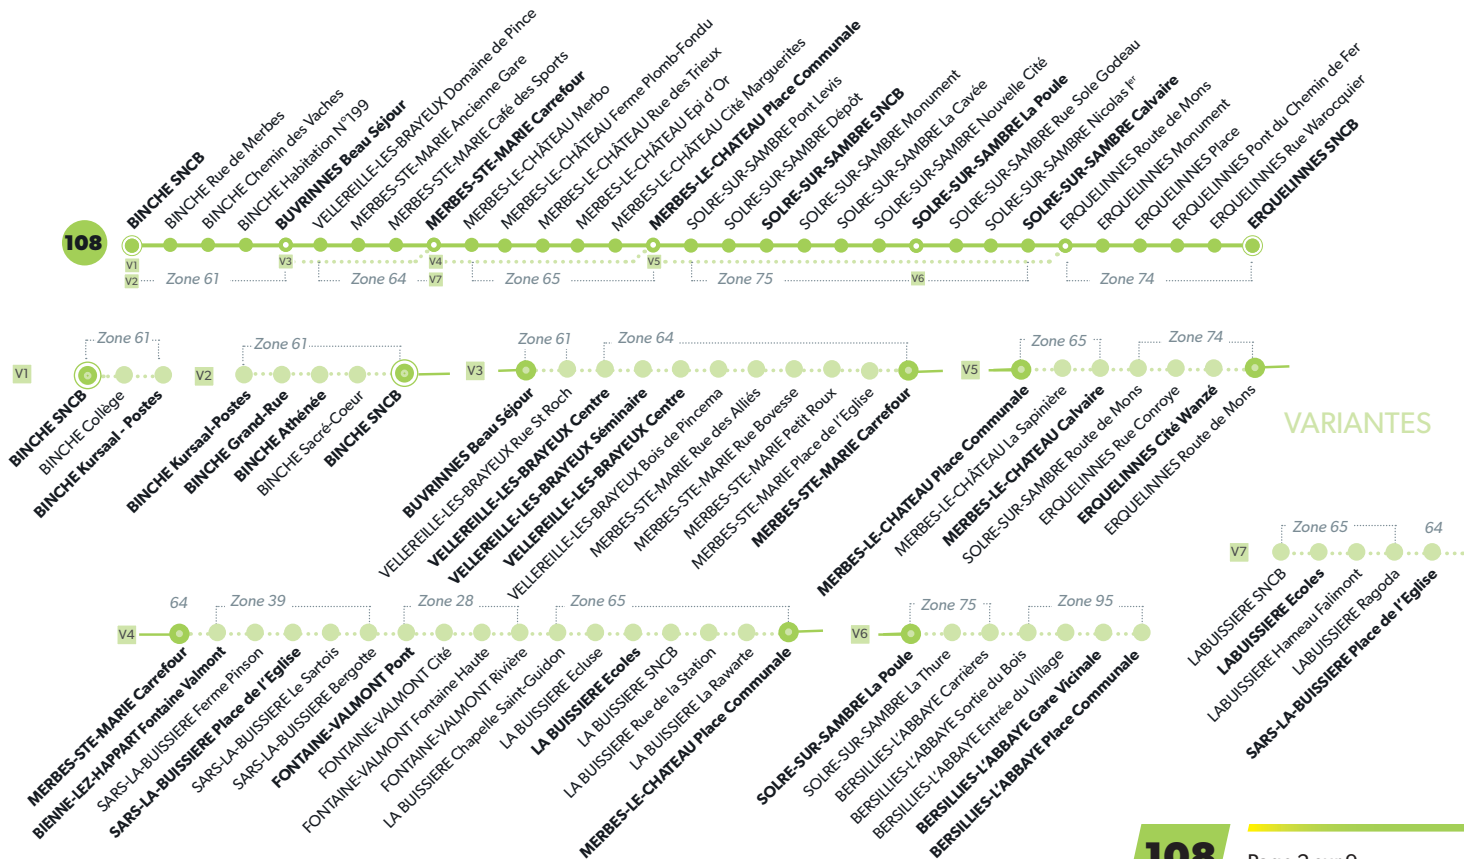 108
BINCHE SNCB
BINCHE Rue de Merbes
BINCHE Chemin des Vaches
BINCHE Habitation N°199
BUVRINNES Beau Séjour
VELLEREILLE-LES-BRAYEUX Domaine de Pince
MERBES-STE-MARIE Ancienne Gare
MERBES-STE-MARIE Café des Sports
MERBES-STE-MARIE Carrefour
MERBES-LE-CHÂTEAU Merbo
MERBES-LE-CHÂTEAU Ferme Plomb-Fondu
MERBES-LE-CHÂTEAU Rue des Trieux
MERBES-LE-CHÂTEAU Epi d'Or
MERBES-LE-CHÂTEAU Cité Marguerites
MERBES-LE-CHATEAU Place Communale
SOLRE-SUR-SAMBRE Pont Levis
SOLRE-SUR-SAMBRE Dépôt
SOLRE-SUR-SAMBRE SNCB
SOLRE-SUR-SAMBRE Monument
SOLRE-SUR-SAMBRE La Cavée
SOLRE-SUR-SAMBRE Nouvelle Cité
SOLRE-SUR-SAMBRE La Poule
SOLRE-SUR-SAMBRE Rue Sole Godeau
SOLRE-SUR-SAMBRE Nicolas 1er
SOLRE-SUR-SAMBRE Calvaire
ERQUELINNES Route de Mons
ERQUELINNES Monument
ERQUELINNES Place
ERQUELINNES Pont du Chemin de Fer
ERQUELINNES Rue Warocquier
ERQUELINNES SNCB
V1
V2
Zone 61
V3
Zone 64
V4
V7
Zone 65
V5
Zone 75
V6
Zone 74
V1
Zone 61
BINCHE SNCB
BINCHE Collège
BINCHE Kursaal - Postes
V2
Zone 61
BINCHE Kursaal-Postes
BINCHE Grand-Rue
BINCHE Athénée
BINCHE Sacré-Coeur
BINCHE SNCB
V3
Zone 61
Zone 64
BUVRINNES Beau Séjour
VELLEREILLE-LES-BRAYEUX Rue St Roch
VELLEREILLE-LES-BRAYEUX Centre
VELLEREILLE-LES-BRAYEUX Séminaire
VELLEREILLE-LES-BRAYEUX Centre
VELLEREILLE-LES-BRAYEUX Bois de Pincema
MERBES-STE-MARIE Rue des Alliés
MERBES-STE-MARIE Rue Bovesse
MERBES-STE-MARIE Petit Roux
MERBES-STE-MARIE Place de l'Eglise
MERBES-STE-MARIE Carrefour
V5
Zone 65
Zone 74
MERBES-LE-CHATEAU Place Communale
MERBES-LE-CHÂTEAU La Sapinière
MERBES-LE-CHATEAU Calvaire
SOLRE-SUR-SAMBRE Route de Mons
ERQUELINNES Rue Conroye
ERQUELINNES Cité Wanzé
ERQUELINNES Route de Mons
VARIANTES
V7
Zone 65
64
LABUISSIERE SNCB
LABUISSIERE Ecoles
LABUISSIERE Hameau Falimont
LABUISSIERE Ragoda
SARS-LA-BUISSIERE Place de l'Eglise
V4
64
Zone 39
Zone 28
Zone 65
MERBES-STE-MARIE Carrefour
BIENNE-LEZ-HAPPART Fontaine Valmont
SARS-LA-BUISSIERE Ferme Pinson
SARS-LA-BUISSIERE Place de l'Eglise
SARS-LA-BUISSIERE Le Sartois
SARS-LA-BUISSIERE Bergotte
FONTAINE-VALMONT Pont
FONTAINE-VALMONT Cité
FONTAINE-VALMONT Fontaine Haute
FONTAINE-VALMONT Rivière
LA BUISSIERE Chapelle Saint-Guidon
LA BUISSIERE Ecluse
LA BUISSIERE Ecoles
LA BUISSIERE SNCB
LA BUISSIERE Rue de la Station
LA BUISSIERE La Rawarte
MERBES-LE-CHATEAU Place Communale
V6
Zone 75
Zone 95
SOLRE-SUR-SAMBRE La Poule
SOLRE-SUR-SAMBRE La Thure
BERSILLIES-L'ABBAYE Carrières
BERSILLIES-L'ABBAYE Sortie du Bois
BERSILLIES-L'ABBAYE Entrée du Village
BERSILLIES-L'ABBAYE Gare Vicinale
BERSILLIES-L'ABBAYE Place Communale
108
Page 2 sur 9